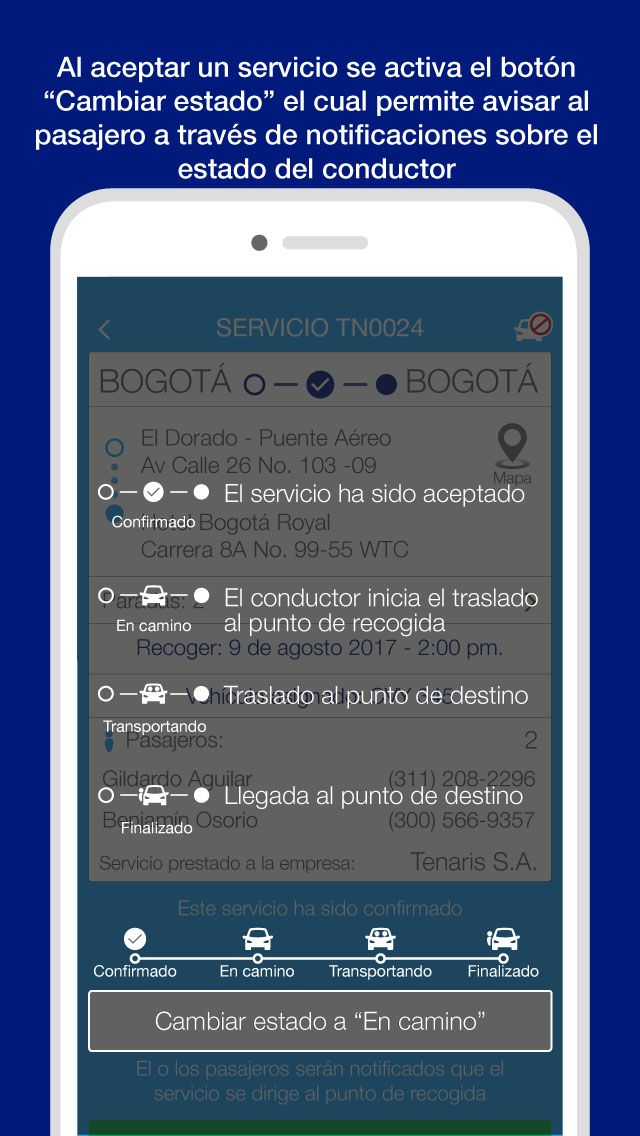 Al aceptar un servicio se activa el botón
“Cambiar estado” el cual permite avisar al
pasajero a través de notificaciones sobre el
estado del conductor
SERVICIO TN0024
BOGOTÁ BOGOTÁ
El Dorado - Puente Aéreo
Av Calle 26 No. 103 -09
Mapa
El servicio ha sido aceptado
Confirmado
Hotel Bogotá Royal
Carrera 8A No. 99-55 WTC
Paradas: 2
El conductor inicia el traslado
al punto de recogida
En camino
Recoger: 9 de agosto 2017 - 2:00 pm.
Traslado al punto de destino
Transportando
Pasajeros: 2
Gildardo Aguilar (311) 208-2296
Llegada al punto de destino
Benjamín Osorio (300) 566-9357
Finalizado
Servicio prestado a la empresa: Tenaris S.A.
Este servicio ha sido confirmado
Confirmado En camino Transportando Finalizado
Cambiar estado a “En camino”
El o los pasajeros serán notificados que el
servicio se dirige al punto de recogida